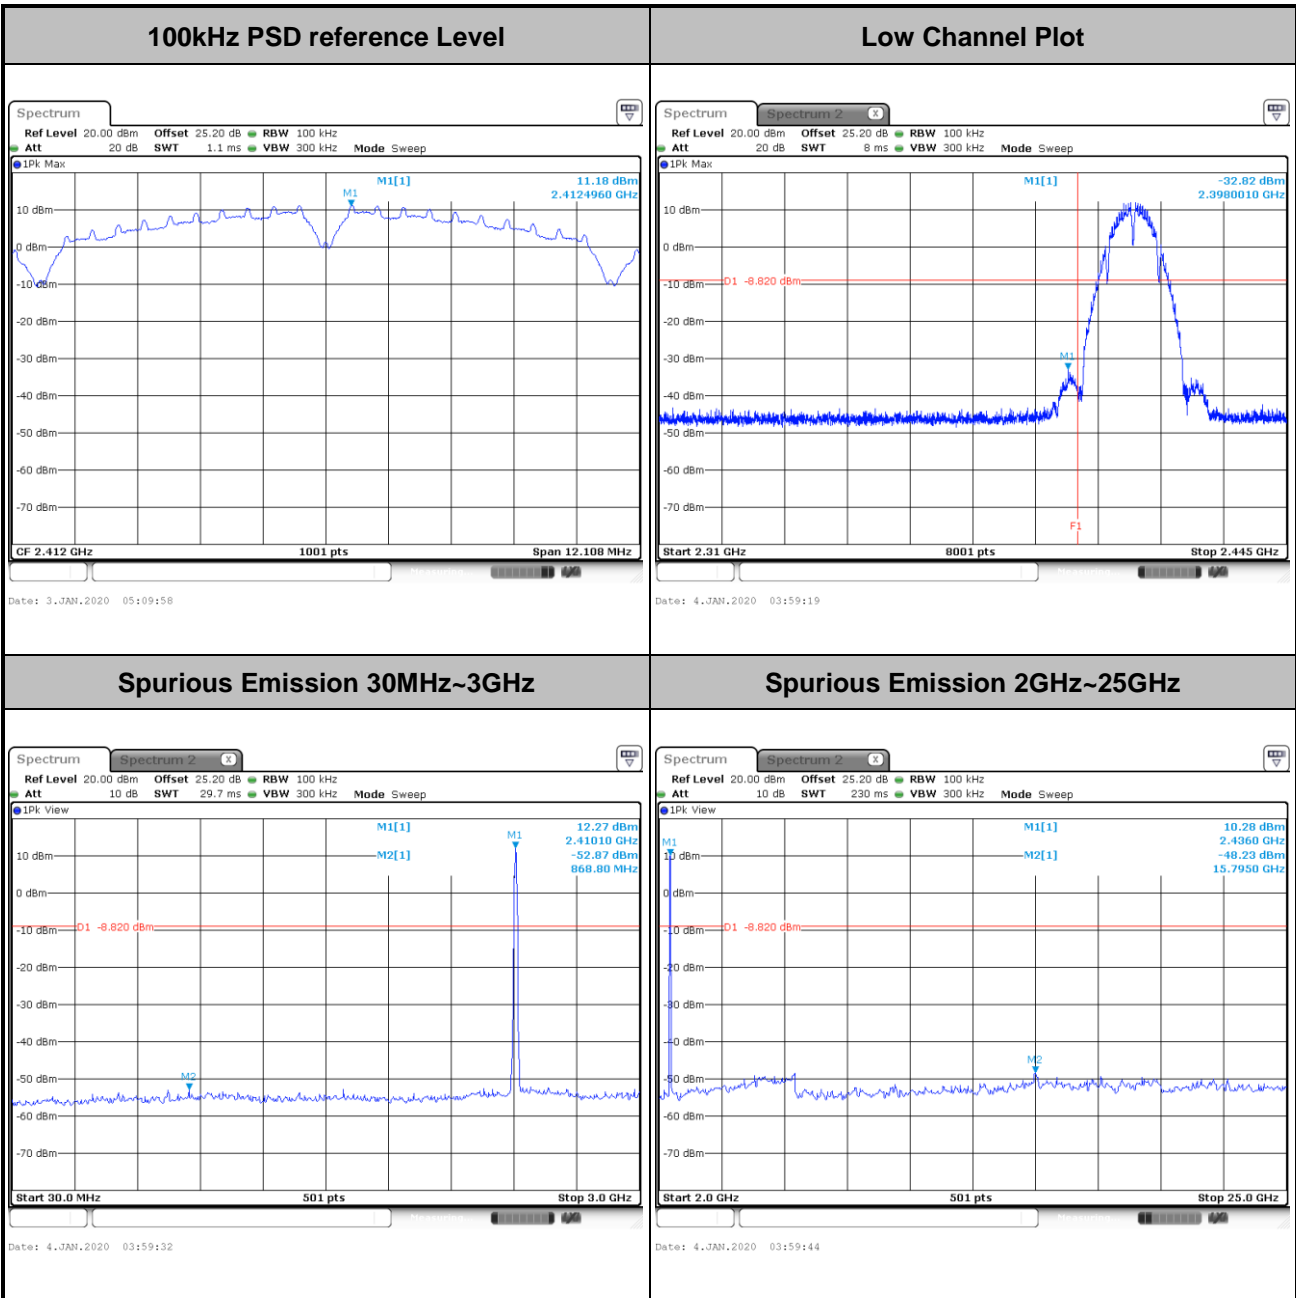 100kHz PSD reference Level
Spectrum
Ref Level 20.00 dBm Offset 25.20 dB RBW 100 kHz
Att 20 dB SWT 1.1 ms VBW 300 kHz Mode Sweep
1Pk Max
M1[1] 11.18 dBm
2.4124960 GHz
M1
10 dBm
0 dBm
-10 dBm
-20 dBm
-30 dBm
-40 dBm
-50 dBm
-60 dBm
-70 dBm
CF 2.412 GHz 1001 pts Span 12.108 MHz
Date: 3.JAN.2020 05:09:58
Low Channel Plot
Spectrum Spectrum 2 X
Ref Level 20.00 dBm Offset 25.20 dB RBW 100 kHz
Att 20 dB SWT 8 ms VBW 300 kHz Mode Sweep
1Pk Max
M1[1] -32.82 dBm
2.3980010 GHz
10 dBm
0 dBm
-10 dBm
D1 -8.820 dBm
-20 dBm
-30 dBm
M1
-40 dBm
-50 dBm
-60 dBm
-70 dBm
F1
Start 2.31 GHz 8001 pts Stop 2.445 GHz
Measuring...
Date: 4.JAN.2020 03:59:19
Spurious Emission 30MHz~3GHz
Spectrum Spectrum 2 X
Ref Level 20.00 dBm Offset 25.20 dB RBW 100 kHz
Att 10 dB SWT 29.7 ms VBW 300 kHz Mode Sweep
1Pk View
M1[1] 12.27 dBm
2.41010 GHz
M2[1] -52.87 dBm
868.80 MHz
M1
10 dBm
0 dBm
-10 dBm
D1 -8.820 dBm
-20 dBm
-30 dBm
-40 dBm
-50 dBm
M2
-60 dBm
-70 dBm
Start 30.0 MHz 501 pts Stop 3.0 GHz
Date: 4.JAN.2020 03:59:32
Spurious Emission 2GHz~25GHz
Spectrum Spectrum 2 X
Ref Level 20.00 dBm Offset 25.20 dB RBW 100 kHz
Att 10 dB SWT 230 ms VBW 300 kHz Mode Sweep
1Pk View
M1[1] 10.28 dBm
2.4360 GHz
M2[1] -48.23 dBm
15.7950 GHz
M1
10 dBm
0 dBm
-10 dBm
D1 -8.820 dBm
-20 dBm
-30 dBm
-40 dBm
M2
-50 dBm
-60 dBm
-70 dBm
Start 2.0 GHz 501 pts Stop 25.0 GHz
Date: 4.JAN.2020 03:59:44